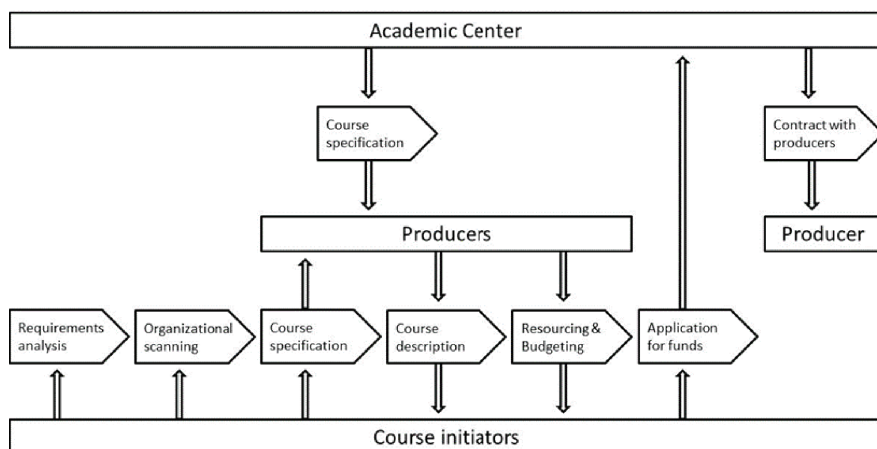 Academic Center
Course
specification
Contract with
producers
Producers
Producer
Requirements
analysis
Organizational
scanning
Course
specification
Course
description
Resourcing &
Budgeting
Application
for funds
Course initiators